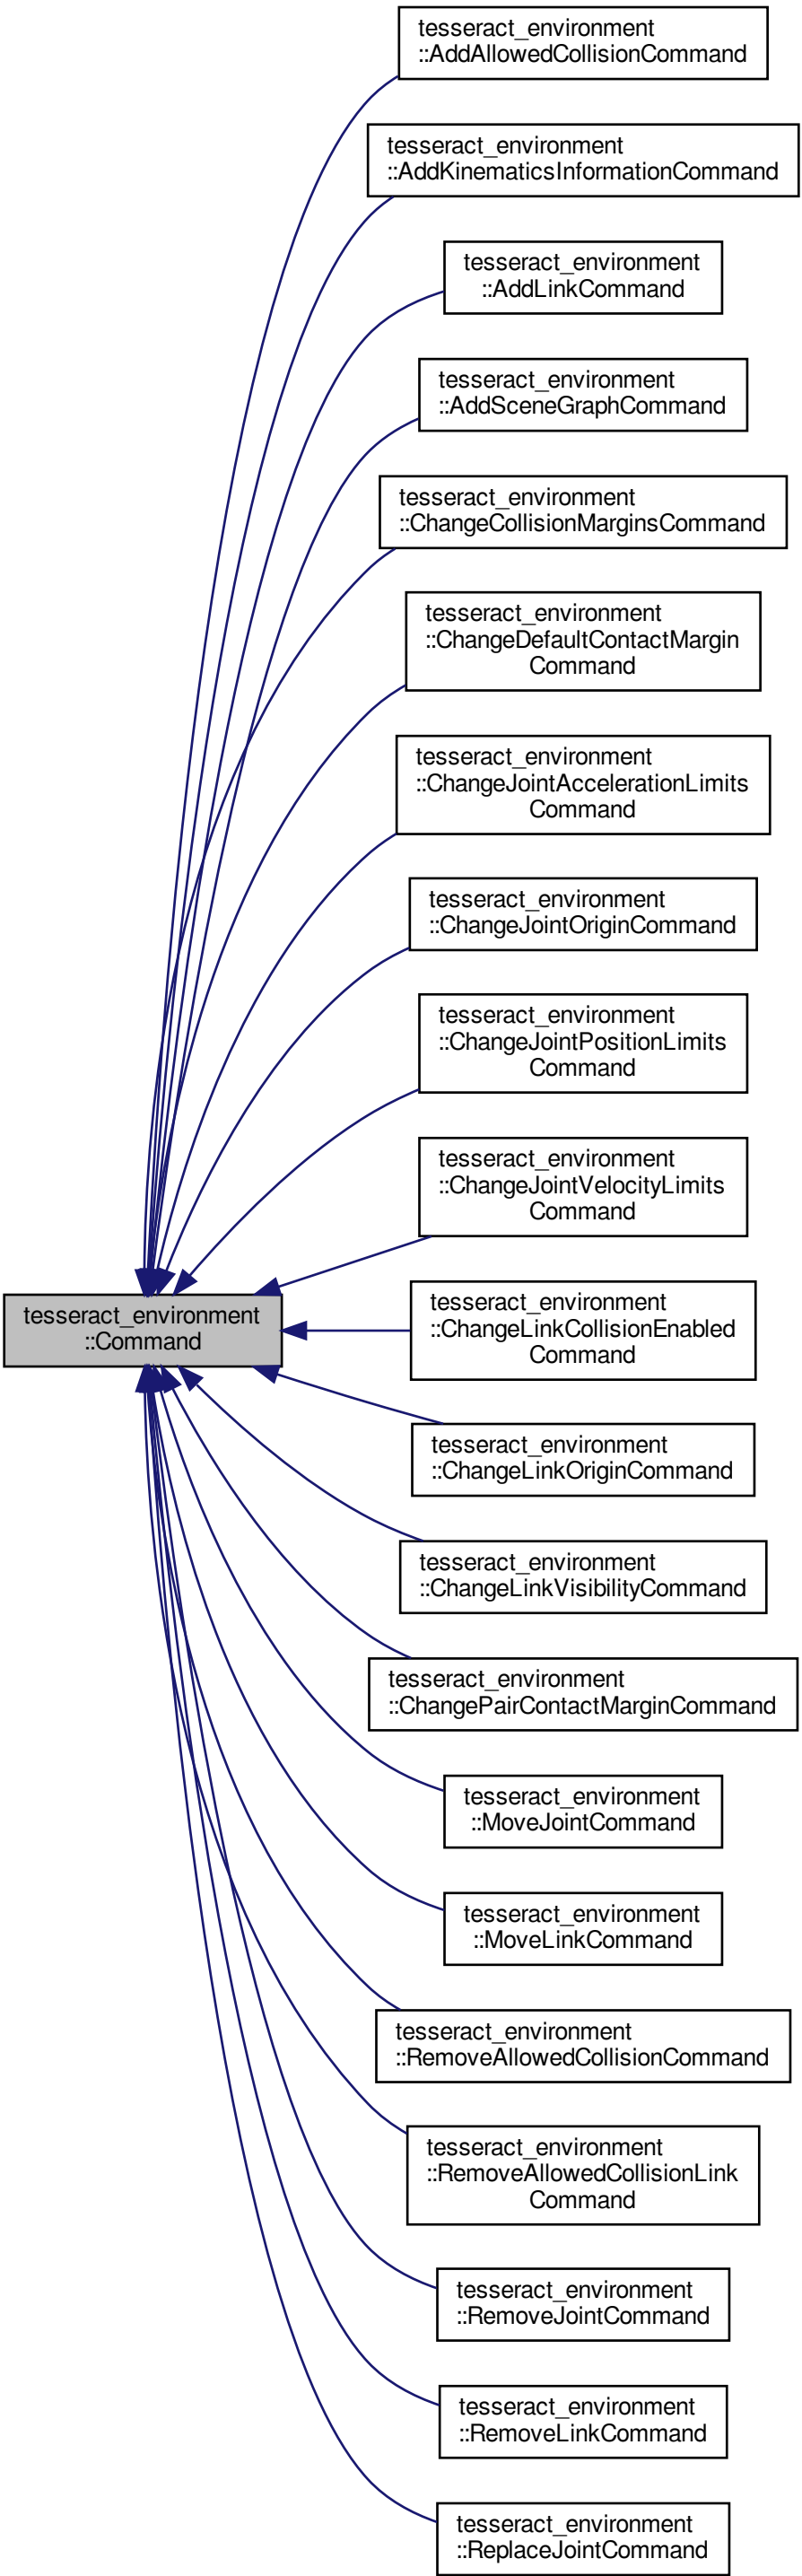 tesseract_environment
::AddAllowedCollisionCommand
tesseract_environment
::AddKinematicsInformationCommand
tesseract_environment
::AddLinkCommand
tesseract_environment
::AddSceneGraphCommand
tesseract_environment
::ChangeCollisionMarginsCommand
tesseract_environment
::ChangeDefaultContactMargin
Command
tesseract_environment
::ChangeJointAccelerationLimits
Command
tesseract_environment
::ChangeJointOriginCommand
tesseract_environment
::ChangeJointPositionLimits
Command
tesseract_environment
::ChangeJointVelocityLimits
Command
tesseract_environment
::Command
tesseract_environment
::ChangeLinkCollisionEnabled
Command
tesseract_environment
::ChangeLinkOriginCommand
tesseract_environment
::ChangeLinkVisibilityCommand
tesseract_environment
::ChangePairContactMarginCommand
tesseract_environment
::MoveJointCommand
tesseract_environment
::MoveLinkCommand
tesseract_environment
::RemoveAllowedCollisionCommand
tesseract_environment
::RemoveAllowedCollisionLink
Command
tesseract_environment
::RemoveJointCommand
tesseract_environment
::RemoveLinkCommand
tesseract_environment
::ReplaceJointCommand